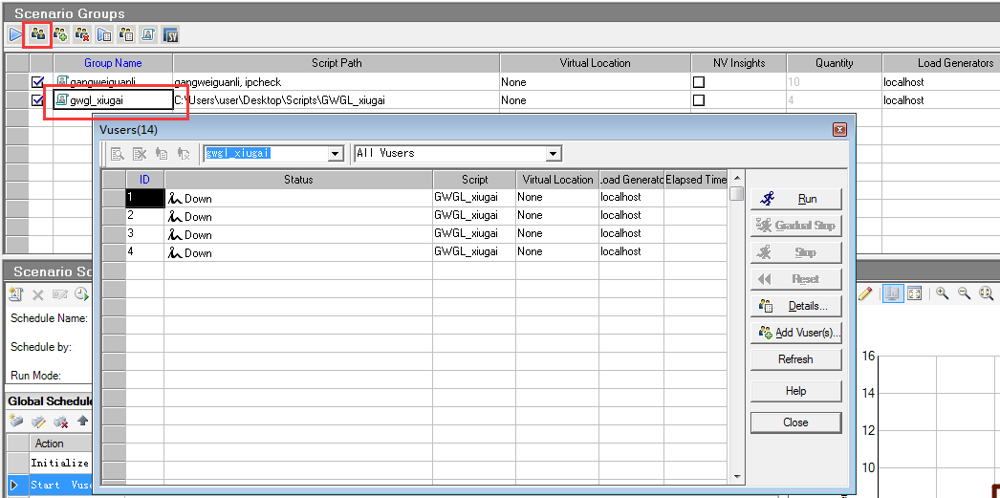 Scenario Groups
Group Name Script Path Virtual Location NV Insights Quantity Load Generators
gangweiguanli gangweiguanli, ipcheck None 10 localhost
gwgl_xiugai C:\Users\user\Desktop\Scripts\GWGL_xiugai None 4 localhost
Vusers(14)
gwgl_xiugai All Vusers
ID Status Script Virtual Location Load Generato Elapsed Time
1 Down GWGL_xiugai None localhost
2 Down GWGL_xiugai None localhost
3 Down GWGL_xiugai None localhost
4 Down GWGL_xiugai None localhost
Run
Gradual Stop
Stop
Reset
Details...
Add Vuser(s)...
Refresh
Help
Close
Scenario Sc
Schedule Name:
Schedule by:
Run Mode:
Global Schedule
Action
Initialize
Start Vuse
16
14
12
10